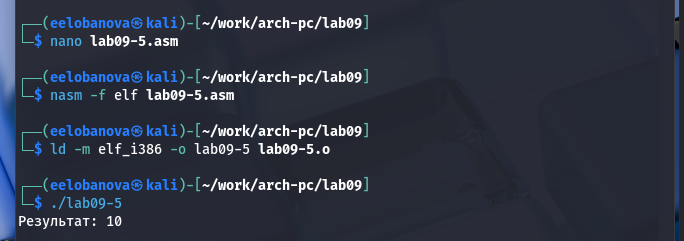 ┌──(eelobanova㉿kali)-[~/work/arch-pc/lab09]
└─$ nano lab09-5.asm
┌──(eelobanova㉿kali)-[~/work/arch-pc/lab09]
└─$ nasm -f elf lab09-5.asm
┌──(eelobanova㉿kali)-[~/work/arch-pc/lab09]
└─$ ld -m elf_i386 -o lab09-5 lab09-5.o
┌──(eelobanova㉿kali)-[~/work/arch-pc/lab09]
└─$ ./lab09-5
Результат: 10